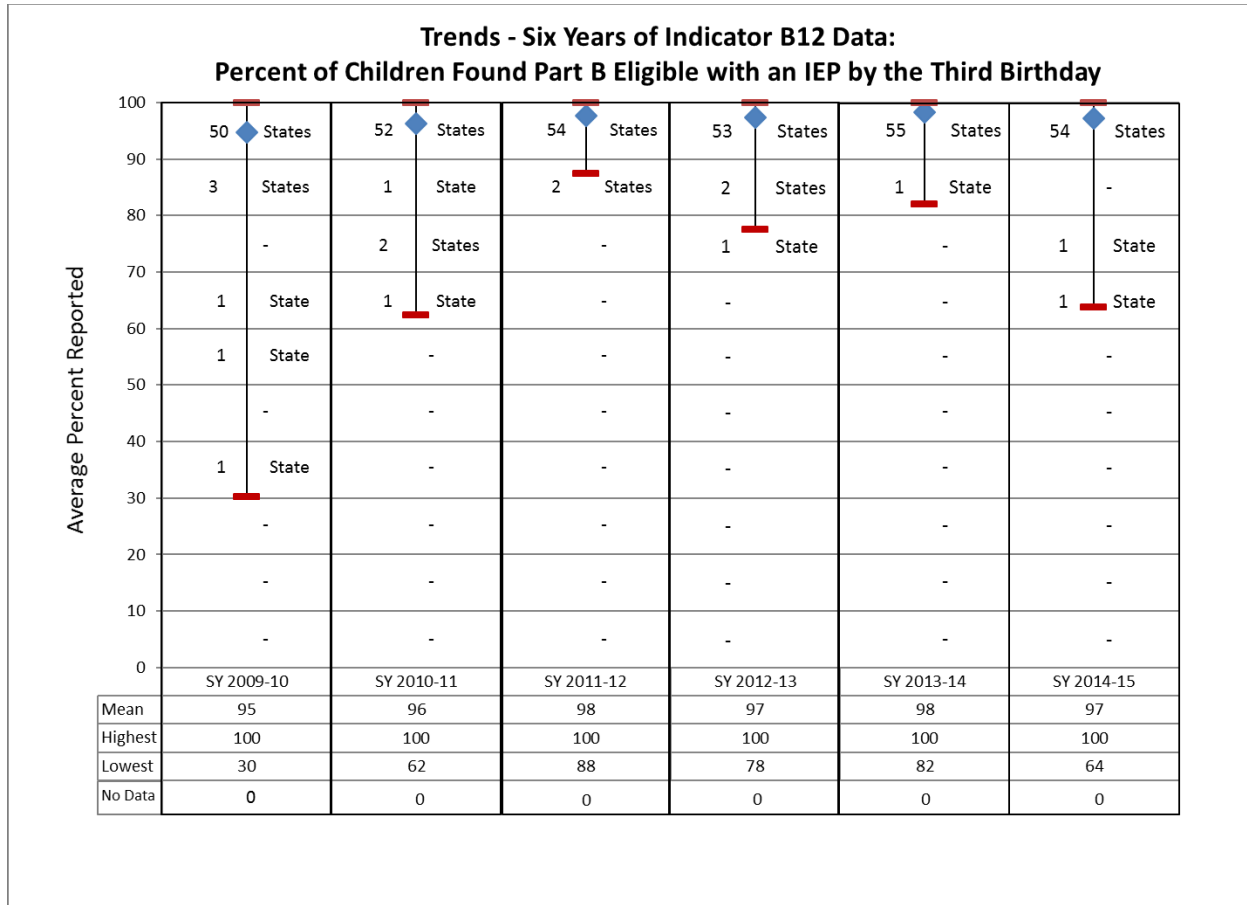 Trends - Six Years of Indicator B12 Data:
Percent of Children Found Part B Eligible with an IEP by the Third Birthday
Average Percent Reported
100
50 States 52 States 54 States 53 States 55 States 54 States
90
3 States 1 State 2 States 2 States 1 State -
80
- 2 States - 1 State - 1 State
70
1 State 1 State - - - 1 State
60
1 State - - - - -
50
- - - - - -
40
1 State - - - - -
30
- - - - - -
20
- - - - - -
10
- - - - - -
0
SY 2009-10 SY 2010-11 SY 2011-12 SY 2012-13 SY 2013-14 SY 2014-15
Mean 95 96 98 97 98 97
Highest 100 100 100 100 100 100
Lowest 30 62 88 78 82 64
No Data 0 0 0 0 0 0